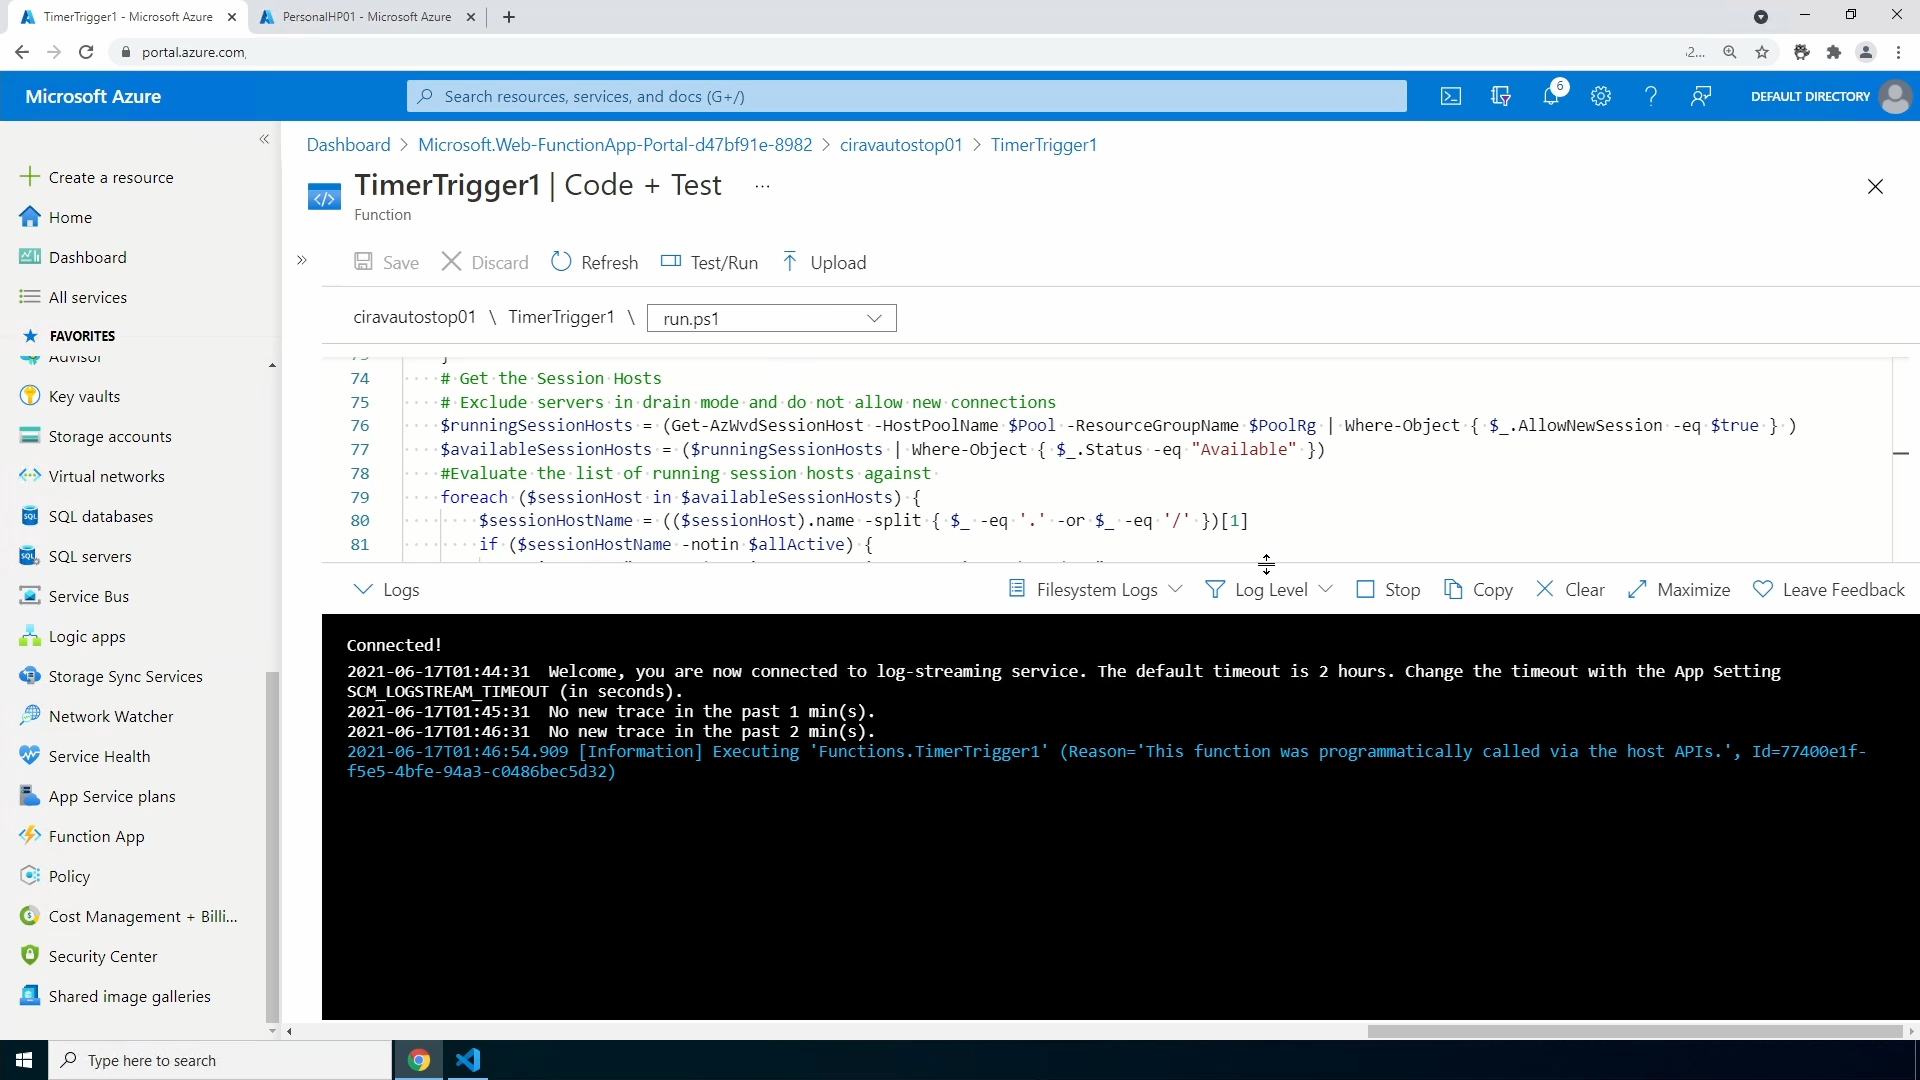 TimerTrigger1 - Microsoft Azure
PersonalHP01 - Microsoft Azure
portal.azure.com
2...
Microsoft Azure
Search resources, services, and docs (G+/)
6
DEFAULT DIRECTORY
Create a resource
Home
Dashboard
All services
FAVORITES
Advisor
Key vaults
Storage accounts
Virtual networks
SQL databases
SQL servers
Service Bus
Logic apps
Storage Sync Services
Network Watcher
Service Health
App Service plans
Function App
Policy
Cost Management + Billi...
Security Center
Shared image galleries
Dashboard > Microsoft.Web-FunctionApp-Portal-d47bf91e-8982 > ciravautostop01 > TimerTrigger1
TimerTrigger1 | Code + Test ...
Function
Save Discard Refresh Test/Run Upload
ciravautostop01 \ TimerTrigger1 \ run.ps1
73 }
74 # Get the Session Hosts
75 # Exclude servers in drain mode and do not allow new connections
76 $runningSessionHosts = (Get-AzWvdSessionHost -HostPoolName $Pool -ResourceGroupName $PoolRg | Where-Object { $_.AllowNewSession -eq $true } )
77 $availableSessionHosts = ($runningSessionHosts | Where-Object { $_.Status -eq "Available" })
78 #Evaluate the list of running session hosts against
79 foreach ($sessionHost in $availableSessionHosts) {
80 $sessionHostName = (($sessionHost).name -split { $_ -eq '.' -or $_ -eq '/' })[1]
81 if ($sessionHostName -notin $allActive) {
Logs
Filesystem Logs Log Level Stop Copy Clear Maximize Leave Feedback
Connected!
2021-06-17T01:44:31 Welcome, you are now connected to log-streaming service. The default timeout is 2 hours. Change the timeout with the App Setting
SCM_LOGSTREAM_TIMEOUT (in seconds).
2021-06-17T01:45:31 No new trace in the past 1 min(s).
2021-06-17T01:46:31 No new trace in the past 2 min(s).
2021-06-17T01:46:54.909 [Information] Executing 'Functions.TimerTrigger1' (Reason='This function was programmatically called via the host APIs.', Id=77400e1f-
f5e5-4bfe-94a3-c0486bec5d32)
Type here to search